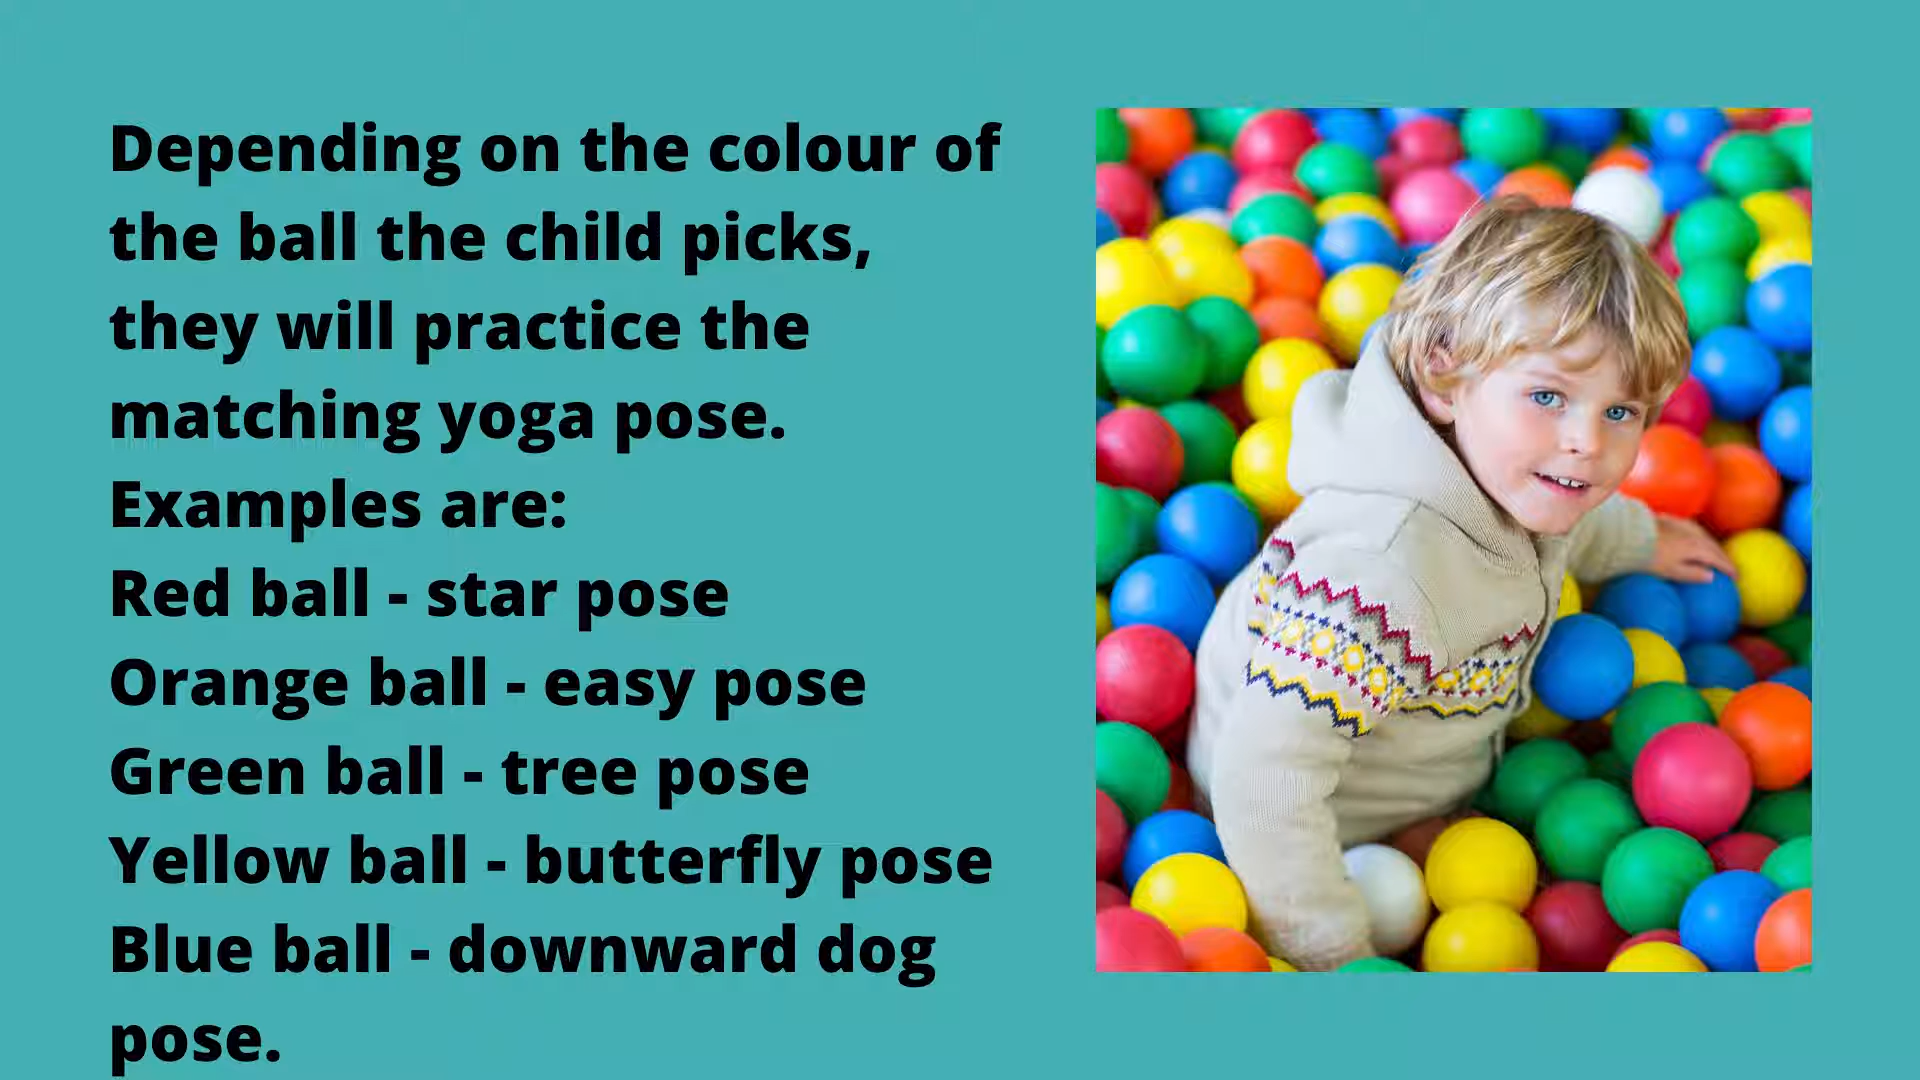 Depending on the colour of
the ball the child picks,
they will practice the
matching yoga pose.
Examples are:
Red ball - star pose
Orange ball - easy pose
Green ball - tree pose
Yellow ball - butterfly pose
Blue ball - downward dog
pose.